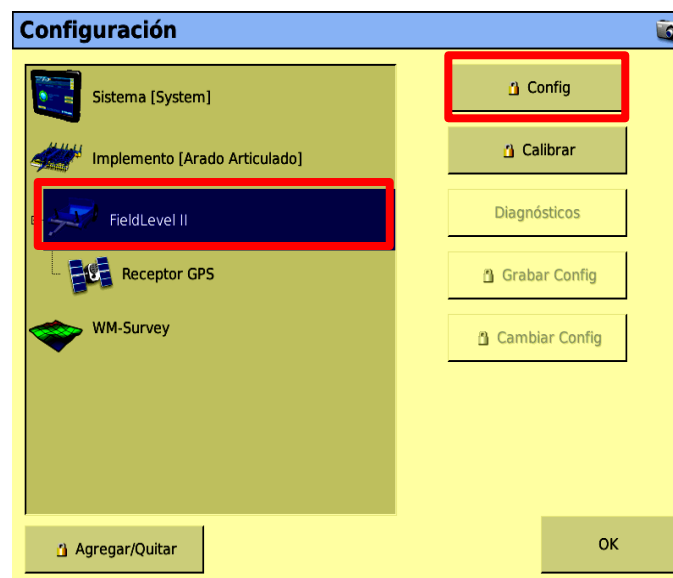 Configuración
Sistema [System]
Implemento [Arado Articulado]
FieldLevel II
Receptor GPS
WM-Survey
Config
Calibrar
Diagnósticos
Grabar Config
Cambiar Config
Agregar/Quitar
OK